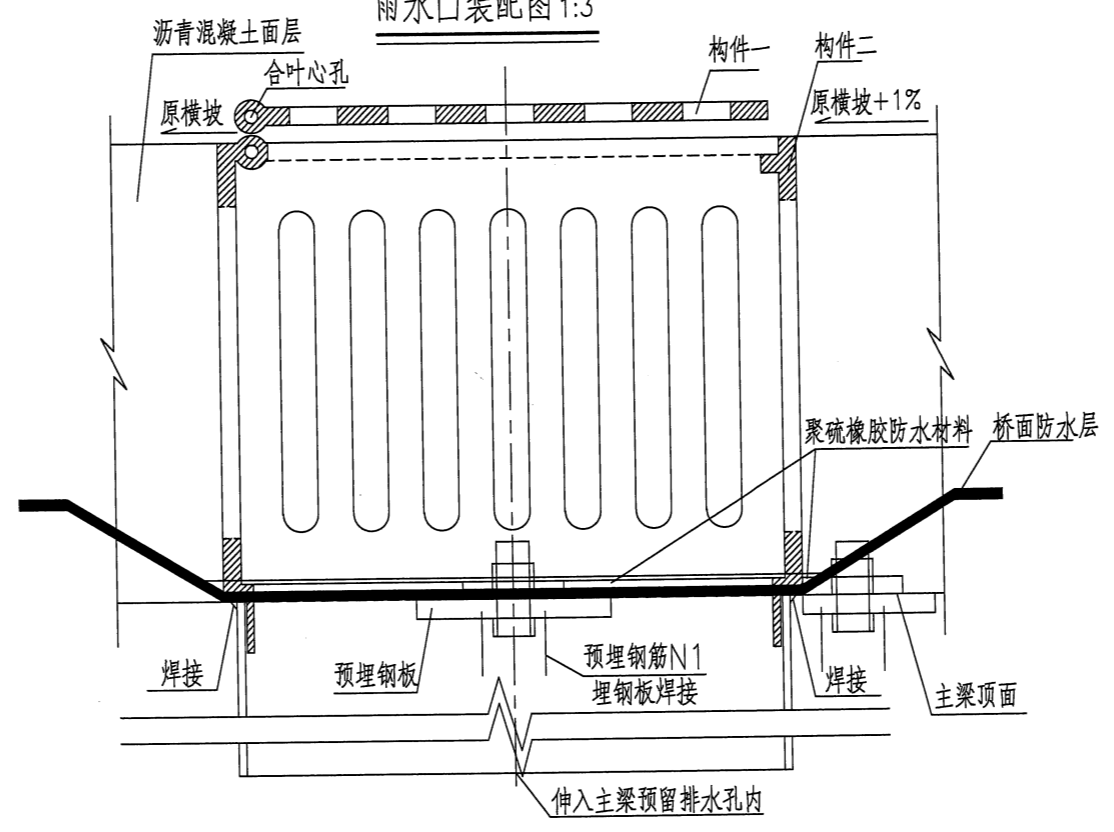 雨水口装配图1:3
沥青混凝土面层
合叶心孔
构件一
构件二
原横坡
原横坡+1%
聚硫橡胶防水材料
桥面防水层
焊接
预埋钢板
预埋钢筋N1
埋钢板焊接
焊接
主梁顶面
伸入主梁预留排水孔内